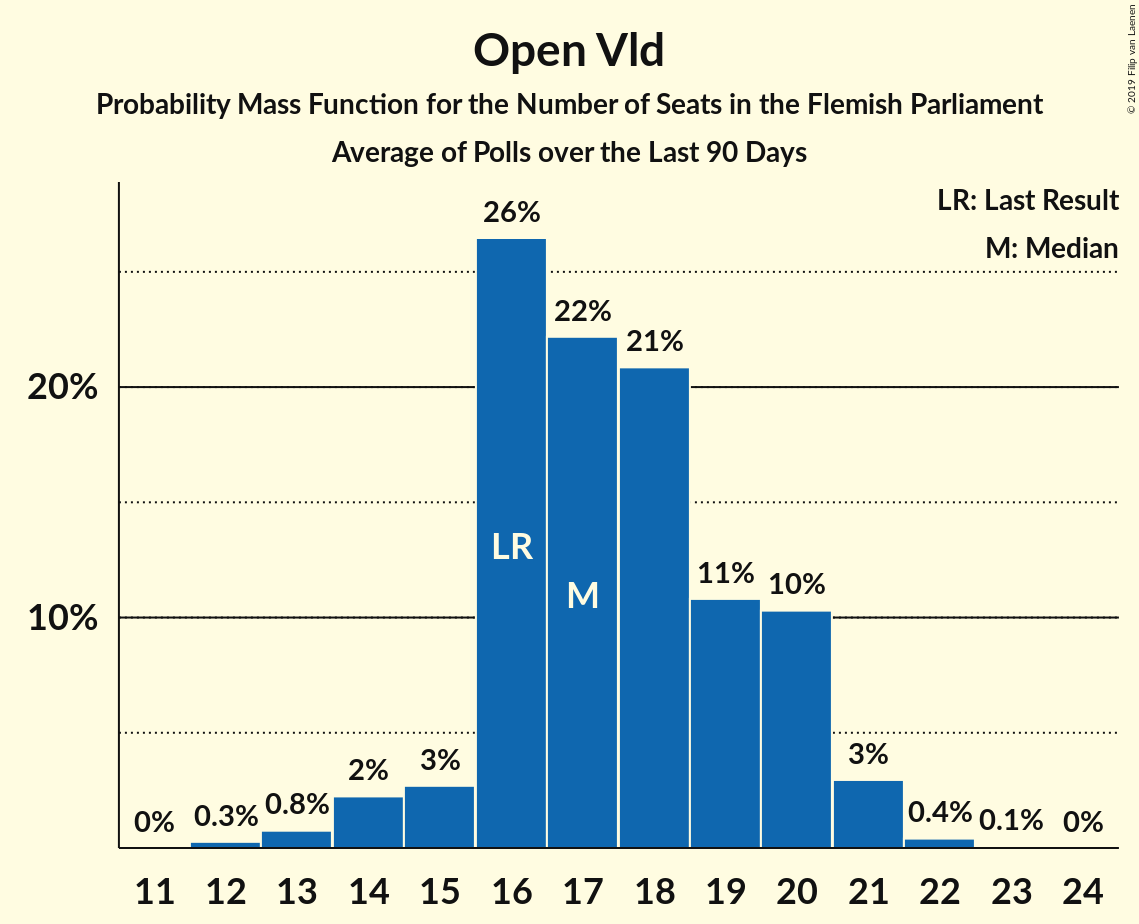 Open Vld
Probability Mass Function for the Number of Seats in the Flemish Parliament
Average of Polls over the Last 90 Days
© 2019 Filip van Laenen
LR: Last Result
M: Median
26%
22%
21%
20%
LR
M
11%
10%
10%
3%
2%
3%
0%
0.3%
0.8%
0.4%
0.1%
0%
11 12 13 14 15 16 17 18 19 20 21 22 23 24